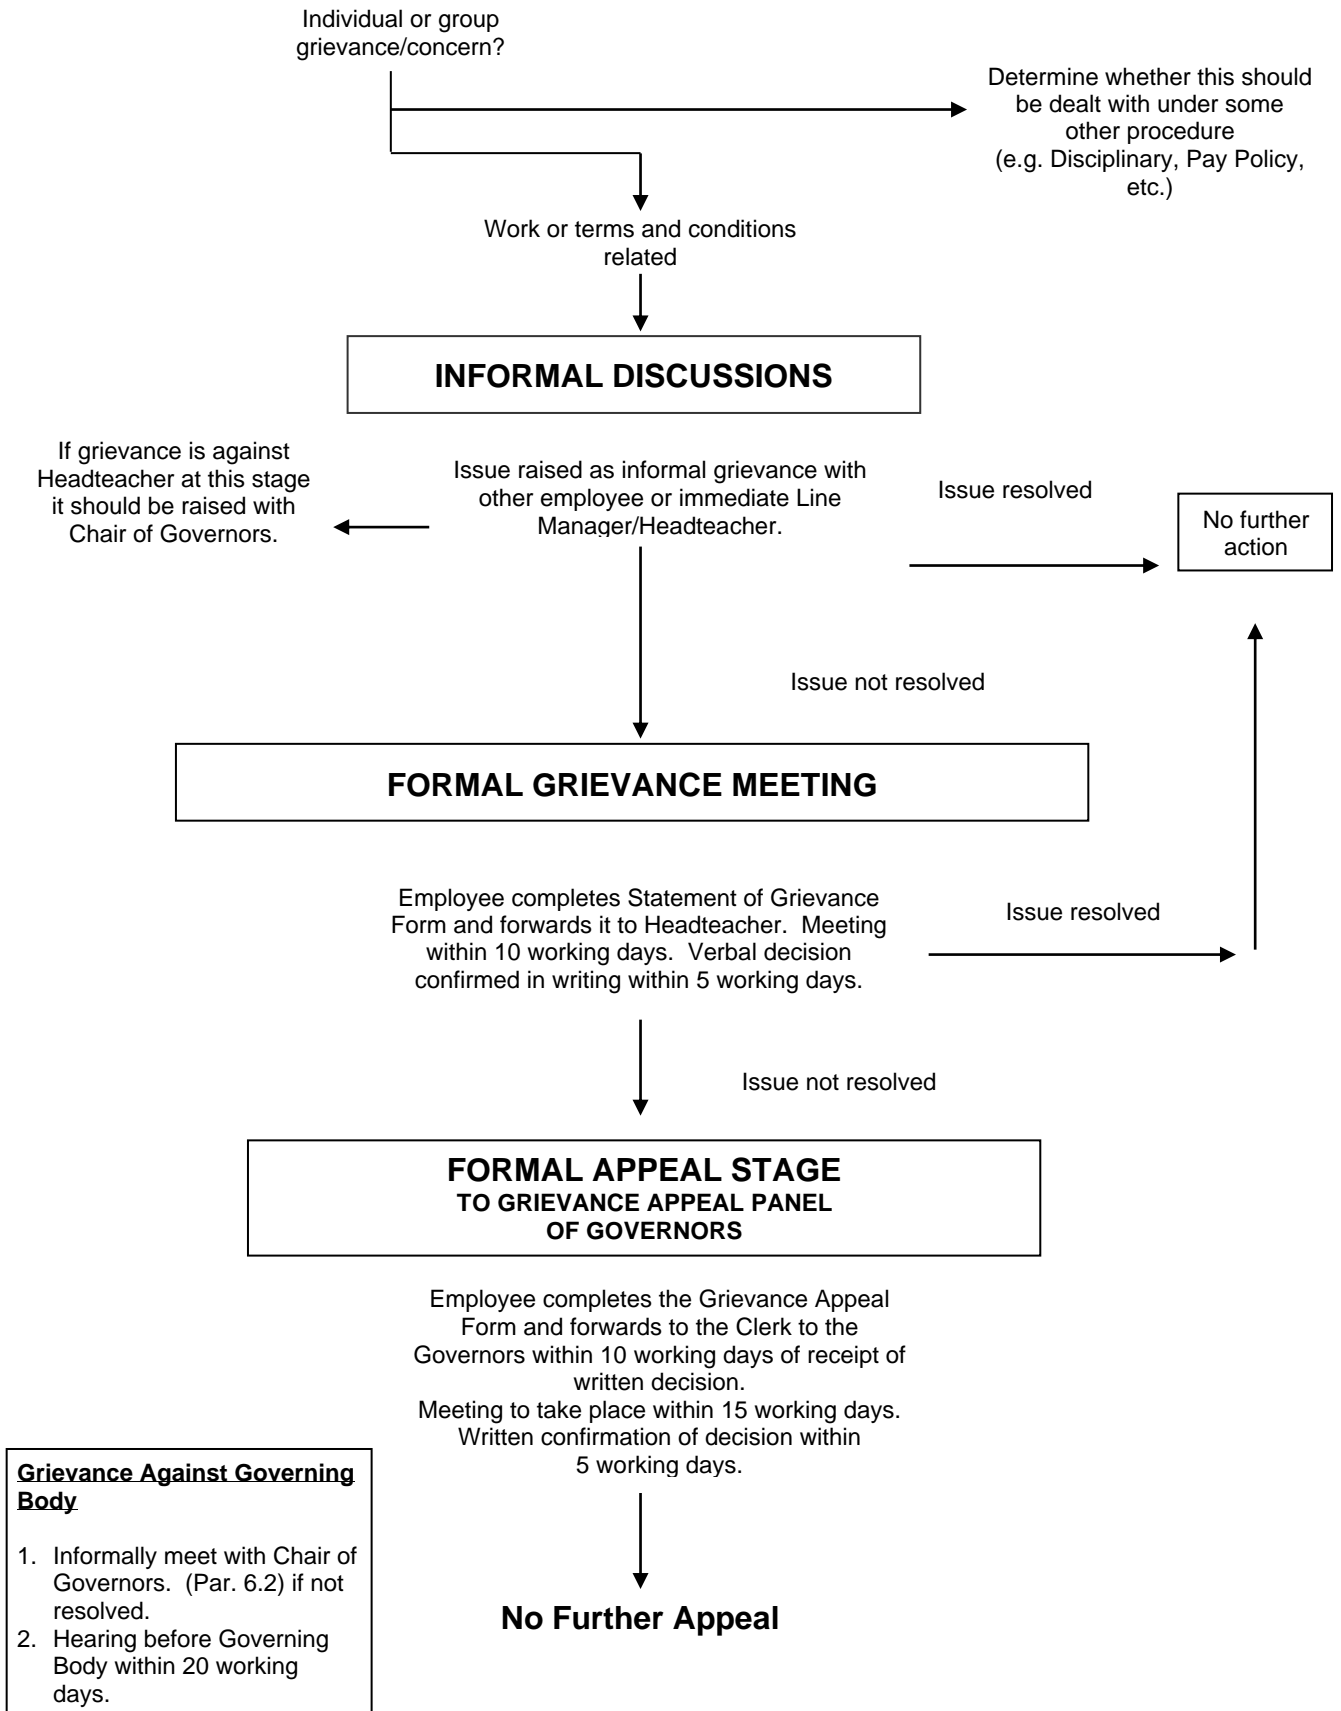 Individual or group
grievance/concern?
Determine whether this should
be dealt with under some
other procedure
(e.g. Disciplinary, Pay Policy,
etc.)
Work or terms and conditions
related
INFORMAL DISCUSSIONS
If grievance is against
Headteacher at this stage
it should be raised with
Chair of Governors.
Issue raised as informal grievance with
other employee or immediate Line
Manager/Headteacher.
Issue resolved
No further
action
Issue not resolved
FORMAL GRIEVANCE MEETING
Employee completes Statement of Grievance
Form and forwards it to Headteacher. Meeting
within 10 working days. Verbal decision
confirmed in writing within 5 working days.
Issue resolved
Issue not resolved
FORMAL APPEAL STAGE
TO GRIEVANCE APPEAL PANEL
OF GOVERNORS
Employee completes the Grievance Appeal
Form and forwards to the Clerk to the
Governors within 10 working days of receipt of
written decision.
Meeting to take place within 15 working days.
Written confirmation of decision within
5 working days.
No Further Appeal
Grievance Against Governing
Body
1. Informally meet with Chair of
Governors. (Par. 6.2) if not
resolved.
2. Hearing before Governing
Body within 20 working
days.